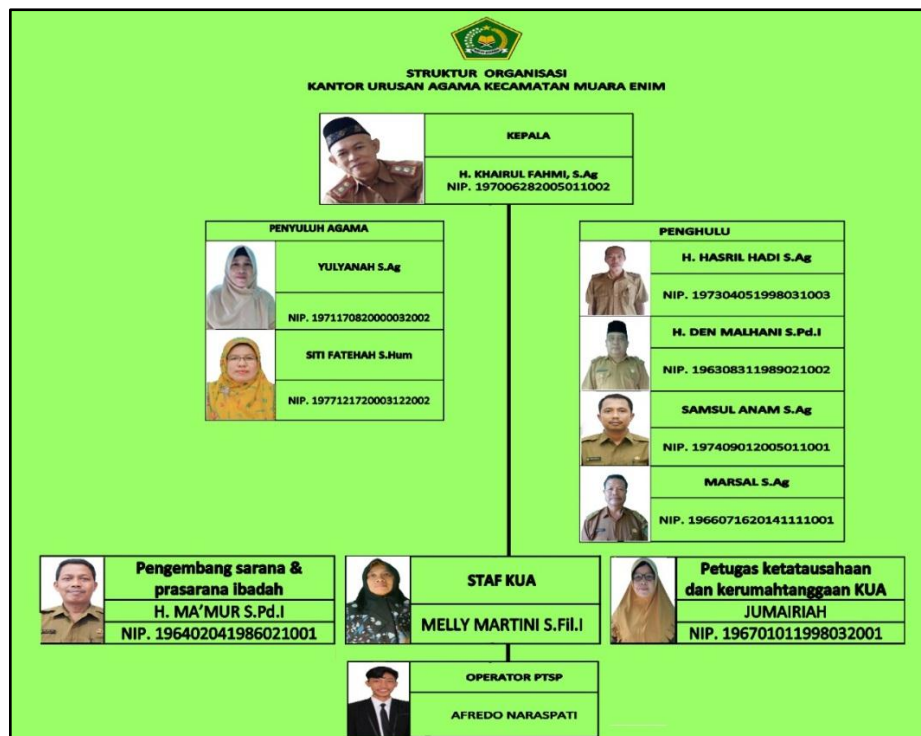 STRUKTUR ORGANISASI
KANTOR URUSAN AGAMA KECAMATAN MUARA ENIM
KEPALA
H. KHAIRUL FAHMI, S.Ag
NIP. 197006282005011002
PENYULUH AGAMA
YULYANAH S.Ag
NIP. 1971170820000032002
SITI FATEHAH S.Hum
NIP. 1977121720003122002
PENGHULU
H. HASRIL HADI S.Ag
NIP. 197304051998031003
H. DEN MALHANI S.Pd.I
NIP. 196308311989021002
SAMSUL ANAM S.Ag
NIP. 197409012005011001
MARSAL S.Ag
NIP. 1966071620141111001
Pengembang sarana &
prasarana ibadah
H. MA'MUR S.Pd.I
NIP. 196402041986021001
STAF KUA
MELLY MARTINI S.Fil.I
Petugas ketatausahaan
dan kerumahtanggaan KUA
JUMAIRIAH
NIP. 196701011998032001
OPERATOR PTSP
AFREDO NARASPATI